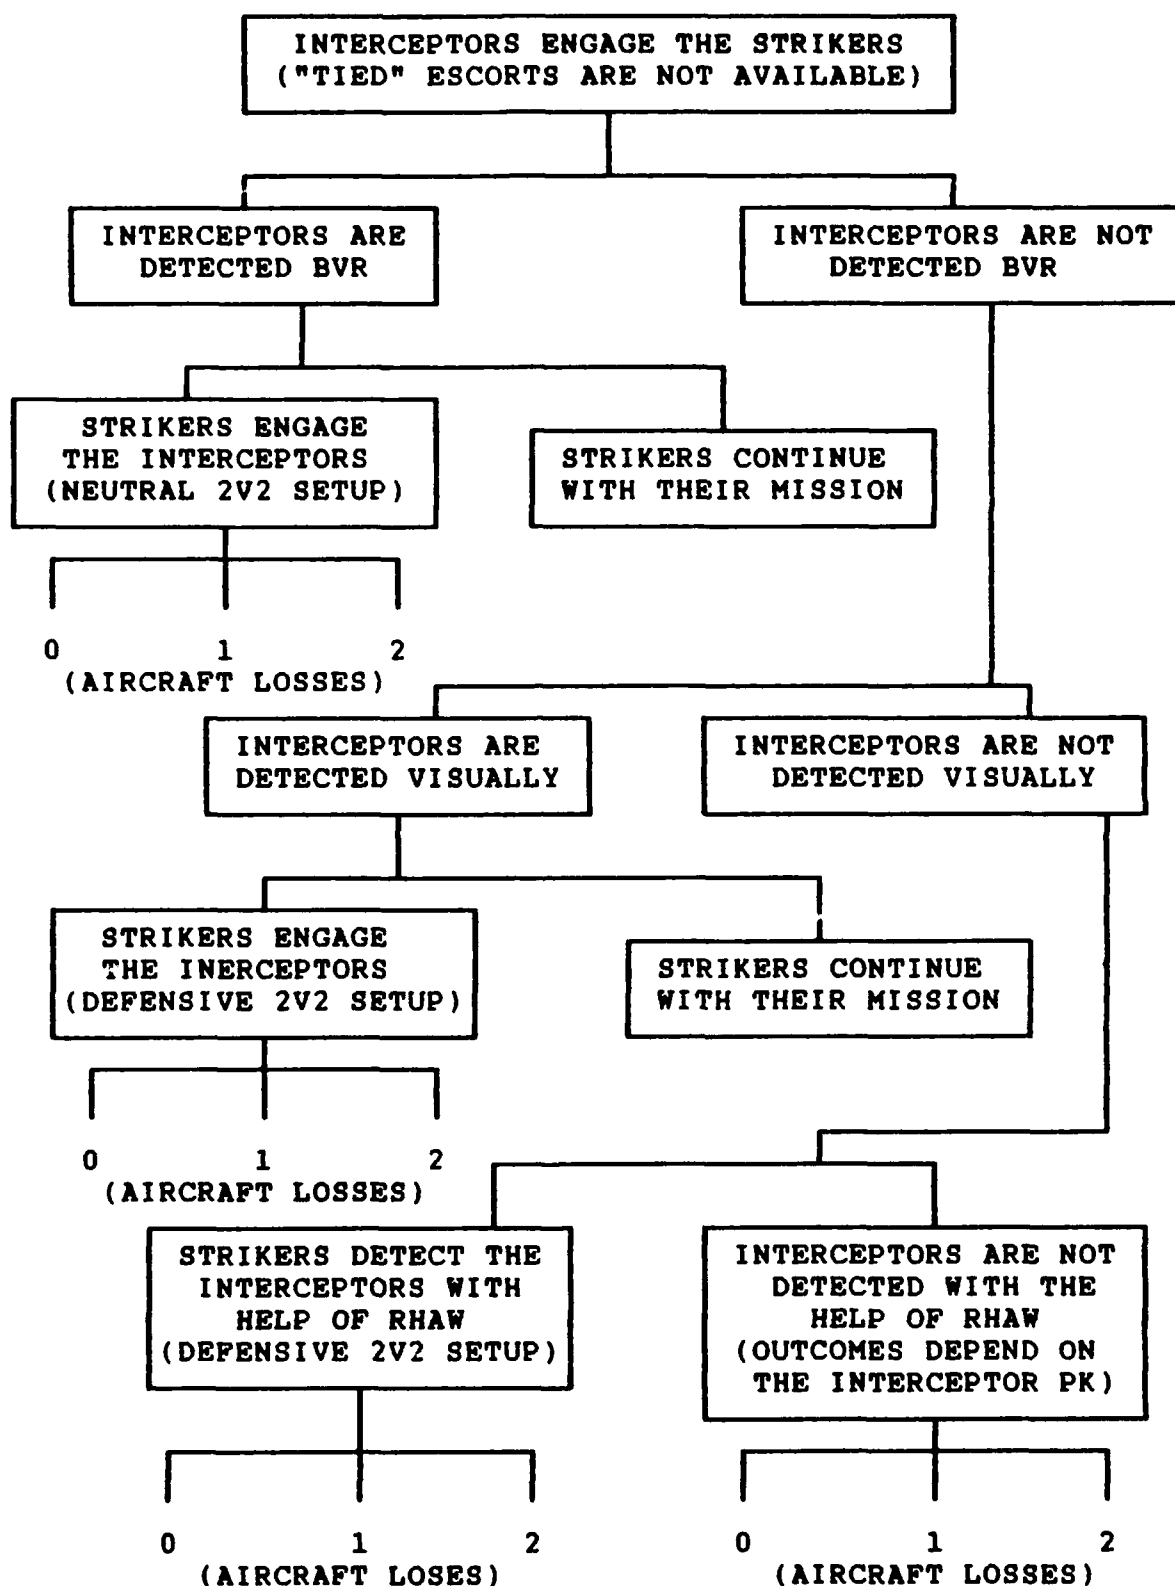 INTERCEPTORS ENGAGE THE STRIKERS
("TIED" ESCORTS ARE NOT AVAILABLE)
INTERCEPTORS ARE
DETECTED BVR
INTERCEPTORS ARE NOT
DETECTED BVR
STRIKERS ENGAGE
THE INTERCEPTORS
(NEUTRAL 2V2 SETUP)
STRIKERS CONTINUE
WITH THEIR MISSION
0 1 2
(AIRCRAFT LOSSES)
INTERCEPTORS ARE
DETECTED VISUALLY
INTERCEPTORS ARE NOT
DETECTED VISUALLY
STRIKERS ENGAGE
THE INERCEPTORS
(DEFENSIVE 2V2 SETUP)
STRIKERS CONTINUE
WITH THEIR MISSION
0 1 2
(AIRCRAFT LOSSES)
STRIKERS DETECT THE
INTERCEPTORS WITH
HELP OF RHAW
(DEFENSIVE 2V2 SETUP)
INTERCEPTORS ARE NOT
DETECTED WITH THE
HELP OF RHAW
(OUTCOMES DEPEND ON
THE INTERCEPTOR PK)
0 1 2
(AIRCRAFT LOSES)
0 1 2
(AIRCRAFT LOSSES)